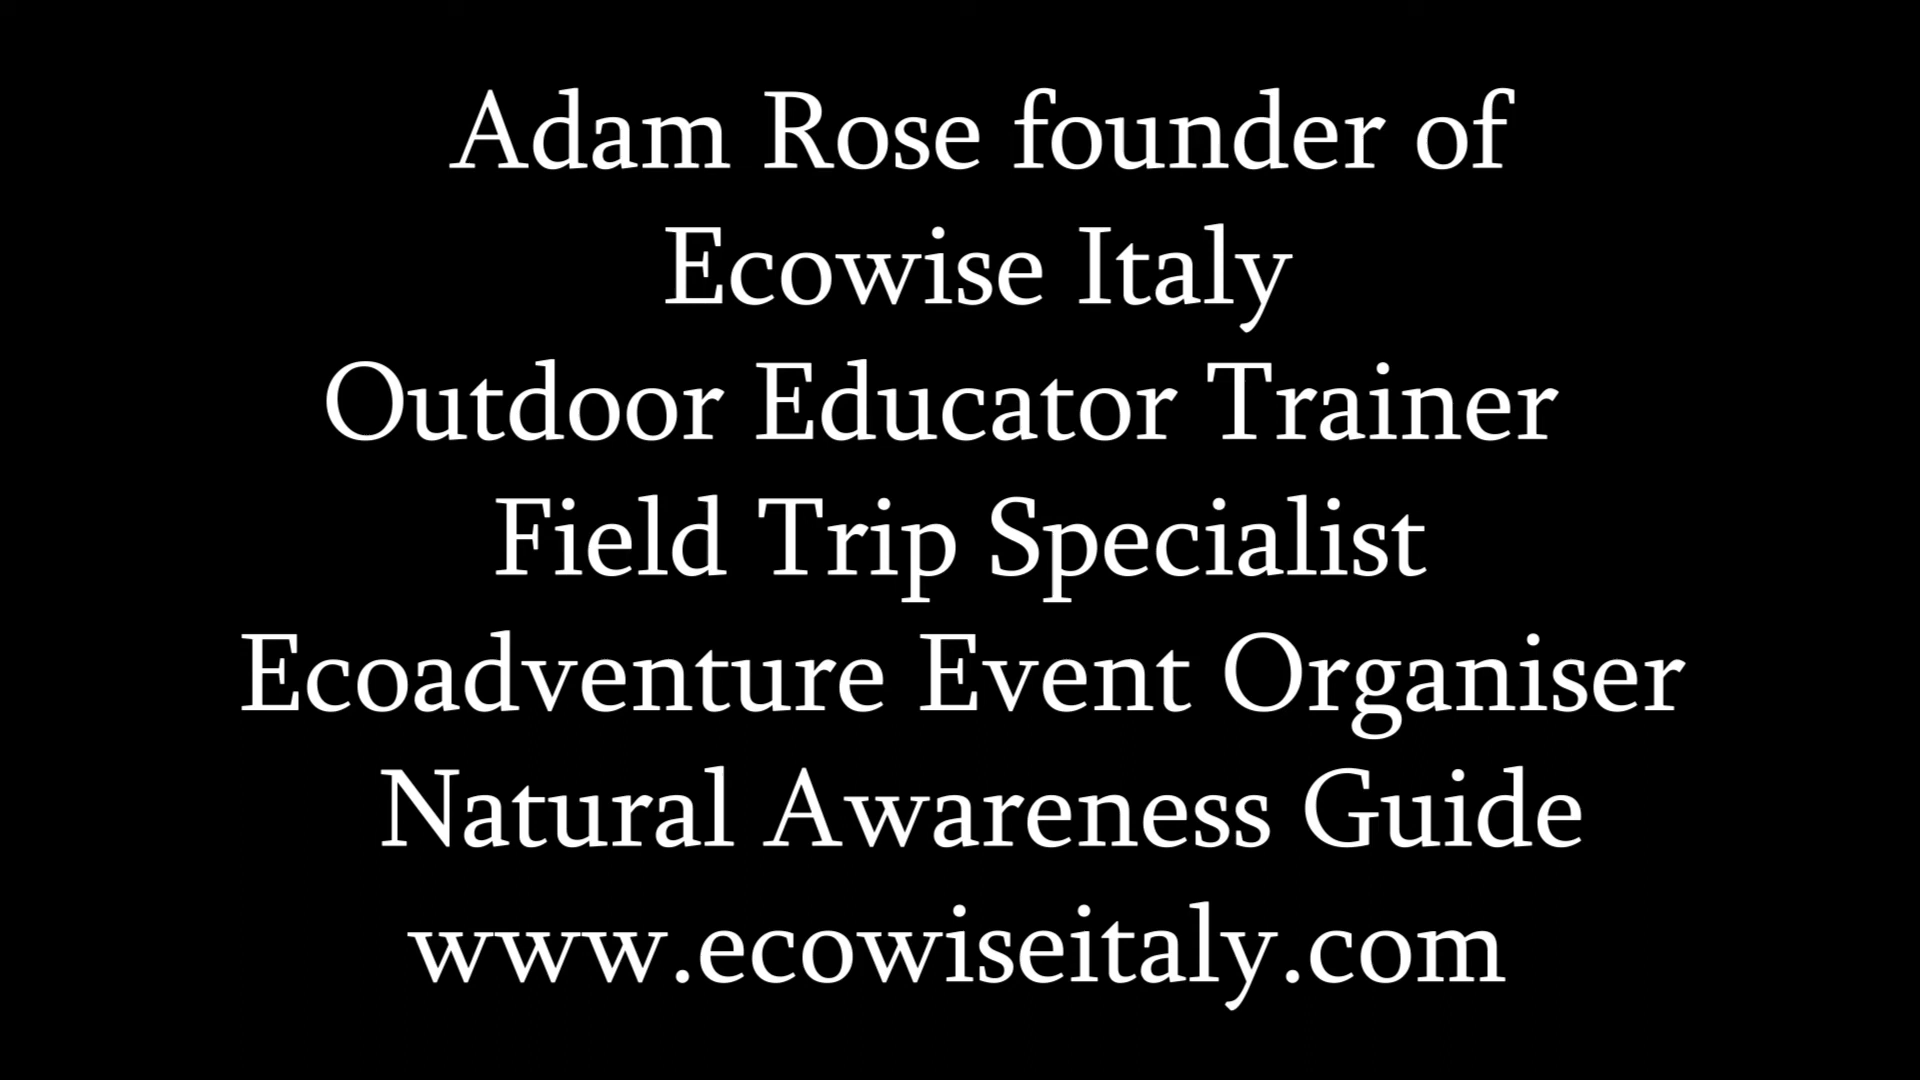 Adam Rose founder of
Ecowise Italy
Outdoor Educator Trainer
Field Trip Specialist
Ecoadventure Event Organiser
Natural Awareness Guide
www.ecowiseitaly.com